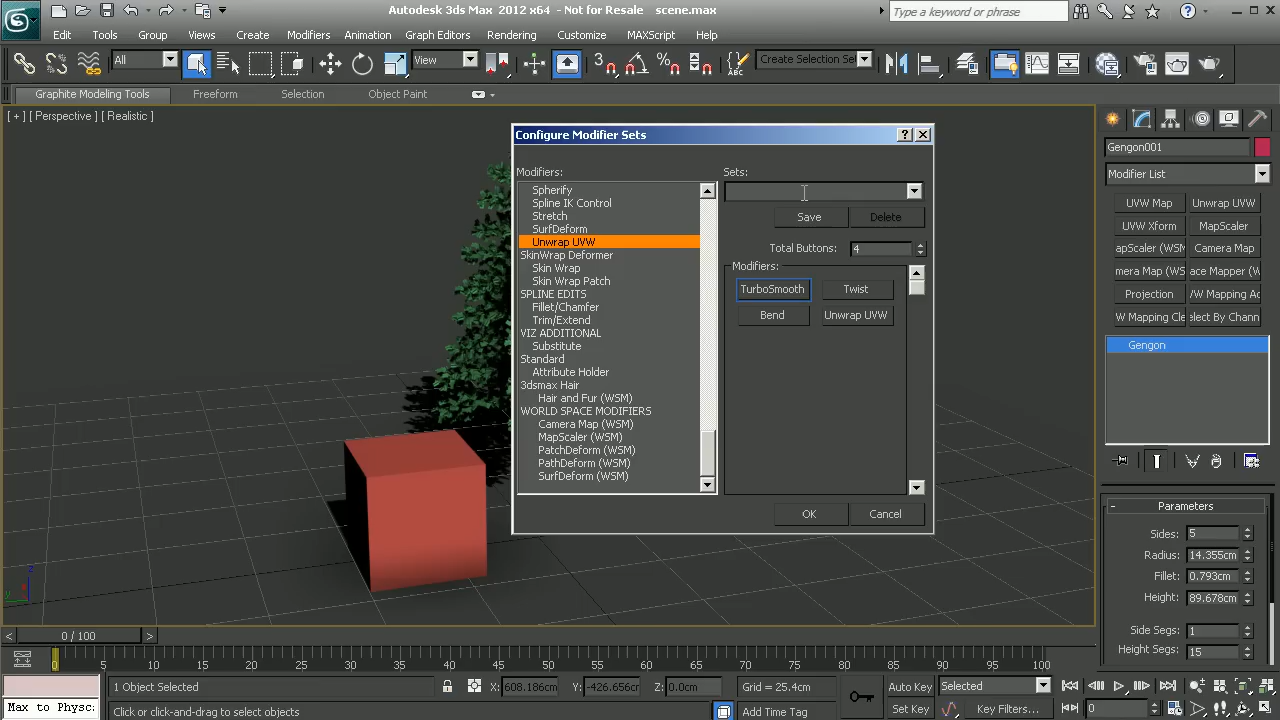 Autodesk 3ds Max 2012 x64 - Not for Resale scene.max
Type a keyword or phrase
Edit Tools Group Views Create Modifiers Animation Graph Editors Rendering Customize MAXScript Help
All
View
Create Selection Se
Graphite Modeling Tools Freeform Selection Object Paint
[ + ] [ Perspective ] [ Realistic ]
Configure Modifier Sets
Modifiers:
Spherify
Spline IK Control
Stretch
SurfDeform
Unwrap UVW
SkinWrap Deformer
Skin Wrap
Skin Wrap Patch
SPLINE EDITS
Fillet/Chamfer
Trim/Extend
VIZ ADDITIONAL
Substitute
Standard
Attribute Holder
3dsmax Hair
Hair and Fur (WSM)
WORLD SPACE MODIFIERS
Camera Map (WSM)
MapScaler (WSM)
PatchDeform (WSM)
PathDeform (WSM)
SurfDeform (WSM)
Sets:
Save Delete
Total Buttons: 4
Modifiers:
TurboSmooth Twist
Bend Unwrap UVW
OK Cancel
Gengon001
Modifier List
UVW Map Unwrap UVW
UVW Xform MapScaler
apScaler (WSM Camera Map
mera Map (WSM ace Mapper (W
Projection VW Mapping Ad
W Mapping Cle elect By Chann
Gengon
Parameters
Sides: 5
Radius: 14.355cm
Fillet: 0.793cm
Height: 89.678cm
Side Segs: 1
Height Segs: 15
< 0 / 100 >
0 5 10 15 20 25 30 35 40 45 50 55 60 65 70 75 80 85 90 95 100
1 Object Selected X: 608.186cm Y: -426.656cm Z: 0.0cm Grid = 25.4cm Auto Key Selected
Max to Physc: Click or click-and-drag to select objects Add Time Tag Set Key Key Filters... 0